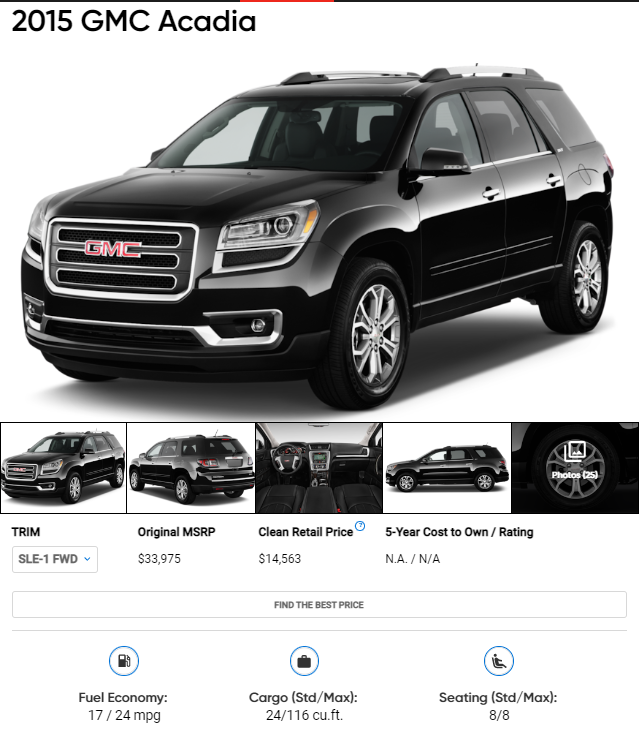 2015 GMC Acadia
GMC
Photos (25)
TRIM
Original MSRP
Clean Retail Price ?
5-Year Cost to Own / Rating
SLE-1 FWD
$33,975
$14,563
N.A. / N/A
FIND THE BEST PRICE
Fuel Economy:
Cargo (Std/Max):
Seating (Std/Max):
17 / 24 mpg
24/116 cu.ft.
8/8